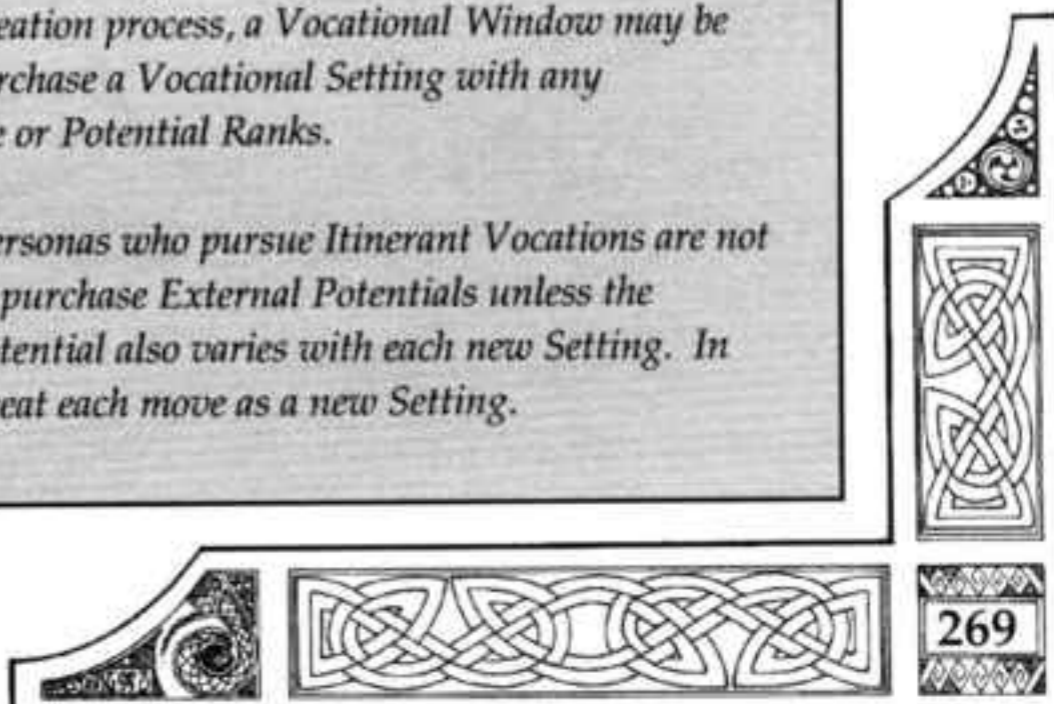 eation process, a Vocational Window may be
rchase a Vocational Setting with any
e or Potential Ranks.
ersonas who pursue Itinerant Vocations are not
purchase External Potentials unless the
tential also varies with each new Setting. In
eat each move as a new Setting.
269